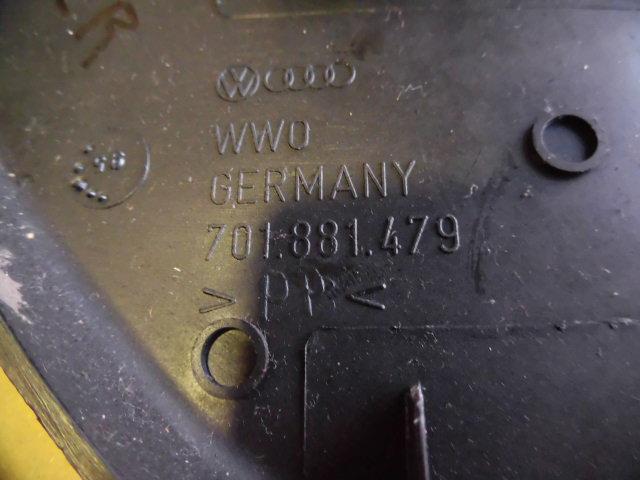 WWO
GERMANY
701.881.479
> PP <